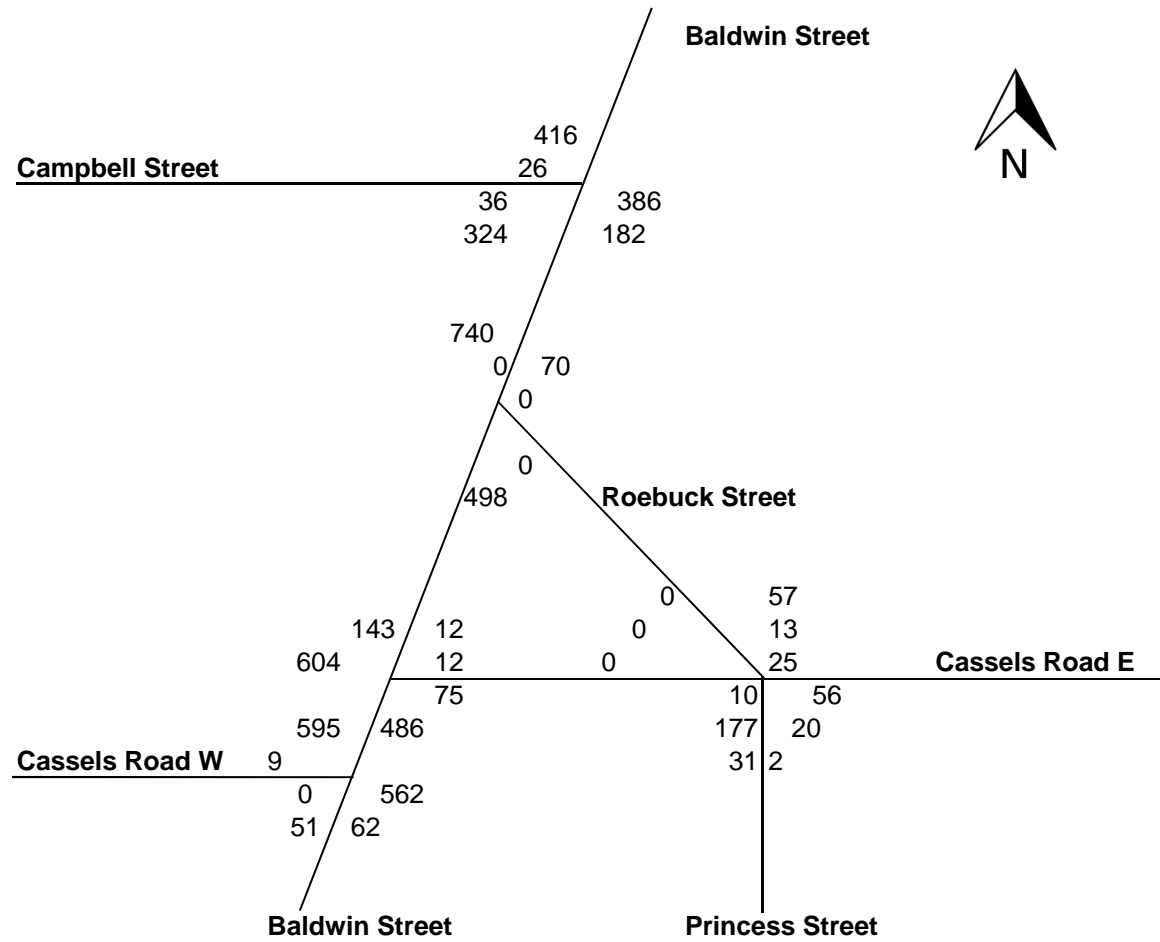 Baldwin Street
416
Campbell Street 26
N
36 386
324 182
740
0 70
0
0
498 Roebuck Street
0 57
143 12 0 13
604 12 0 25 Cassels Road E
75 10 56
595 486 177 20
Cassels Road W 9 31 2
0 562
51 62
Baldwin Street Princess Street